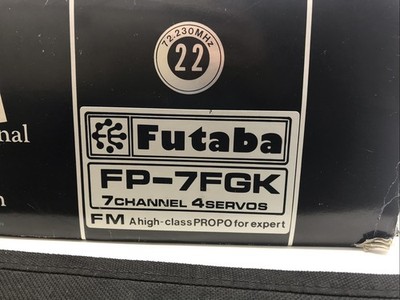 72.230MHz
22
Futaba
nal
FP-7FGK
7CHANNEL 4SERVOS
FM A high-class PROPO for expert